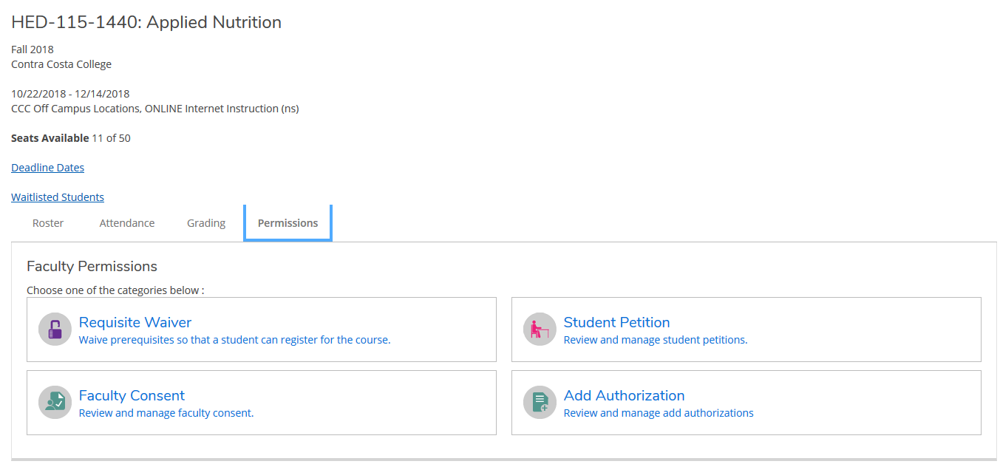 HED-115-1440: Applied Nutrition
Fall 2018
Contra Costa College
10/22/2018 - 12/14/2018
CCC Off Campus Locations, ONLINE Internet Instruction (ns)
Seats Available 11 of 50
Deadline Dates
Waitlisted Students
Roster Attendance Grading Permissions
Faculty Permissions
Choose one of the categories below :
Requisite Waiver
Waive prerequisites so that a student can register for the course.
Student Petition
Review and manage student petitions.
Faculty Consent
Review and manage faculty consent.
Add Authorization
Review and manage add authorizations